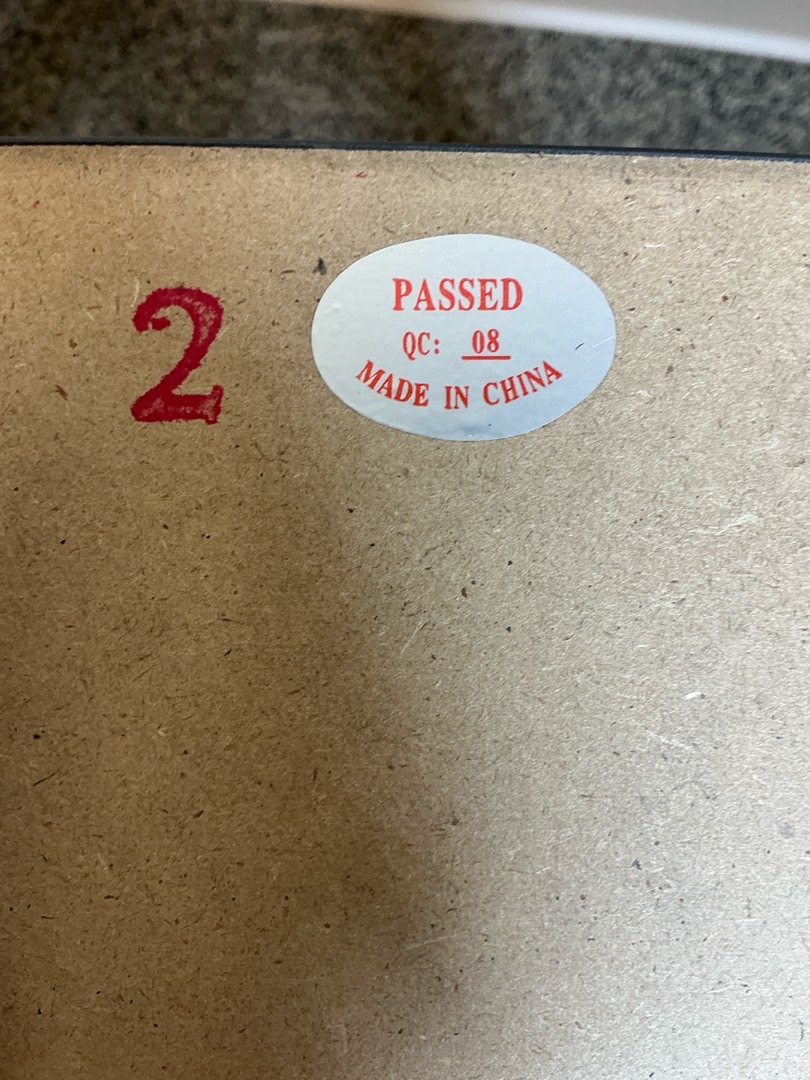 2
PASSED
QC: 08
MADE IN CHINA